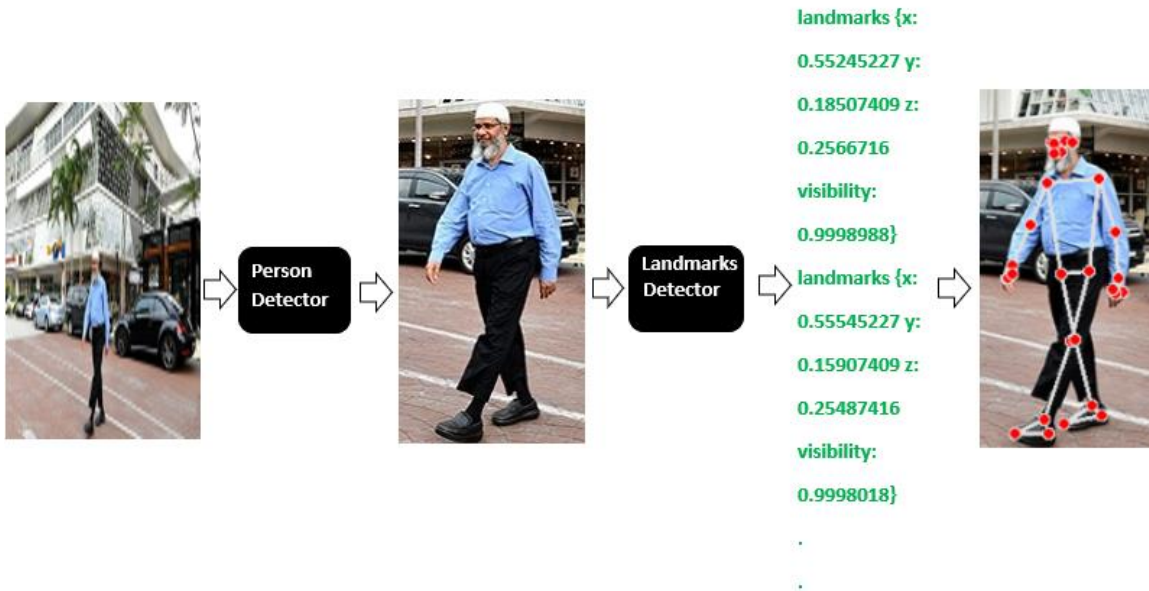 Person
Detector
Landmarks
Detector
landmarks {x:
0.55245227 y:
0.18507409 z:
0.2566716
visibility:
0.9998988}
landmarks {x:
0.55545227 y:
0.15907409 z:
0.25487416
visibility:
0.9998018}
.
.